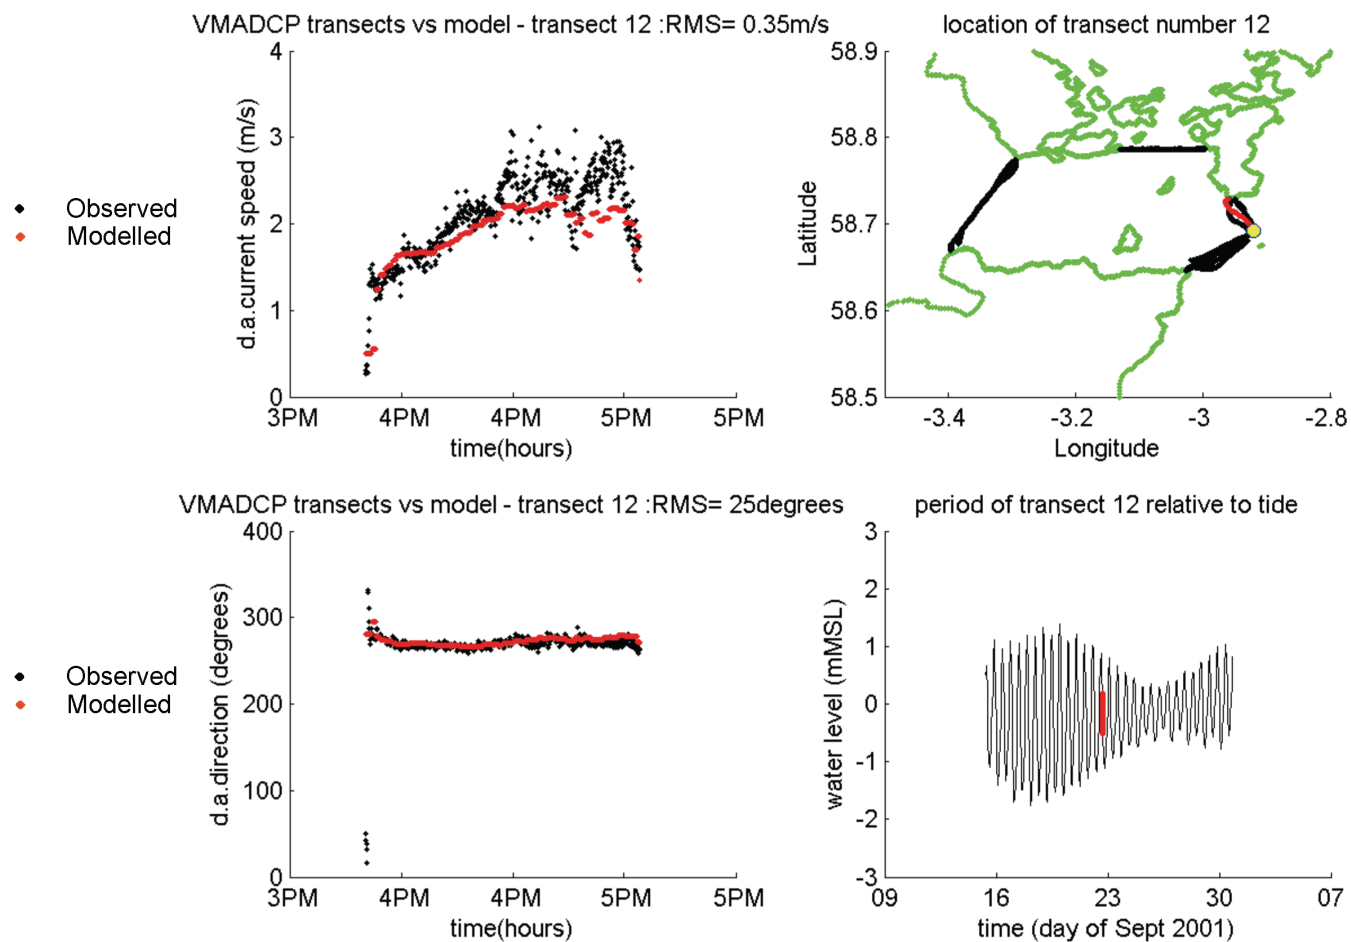 VMADCP transects vs model - transect 12 :RMS= 0.35m/s
4
3
2
1
0
d.a.current speed (m/s)
3PM 4PM 4PM 5PM 5PM
time(hours)
Observed
Modelled
location of transect number 12
58.9
58.8
58.7
58.6
58.5
Latitude
-3.4 -3.2 -3 -2.8
Longitude
VMADCP transects vs model - transect 12 :RMS= 25degrees
400
300
200
100
0
d.a.direction (degrees)
3PM 4PM 4PM 5PM 5PM
time(hours)
Observed
Modelled
period of transect 12 relative to tide
3
2
1
0
-1
-2
-3
water level (mMSL)
09 16 23 30 07
time (day of Sept 2001)